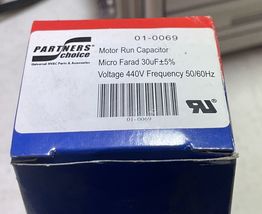 01-0069
PARTNERS
choice
Universal HVAC Parts & Accessories
Motor Run Capacitor
Micro Farad 30uF±5%
Voltage 440V Frequency 50/60Hz
01-0069